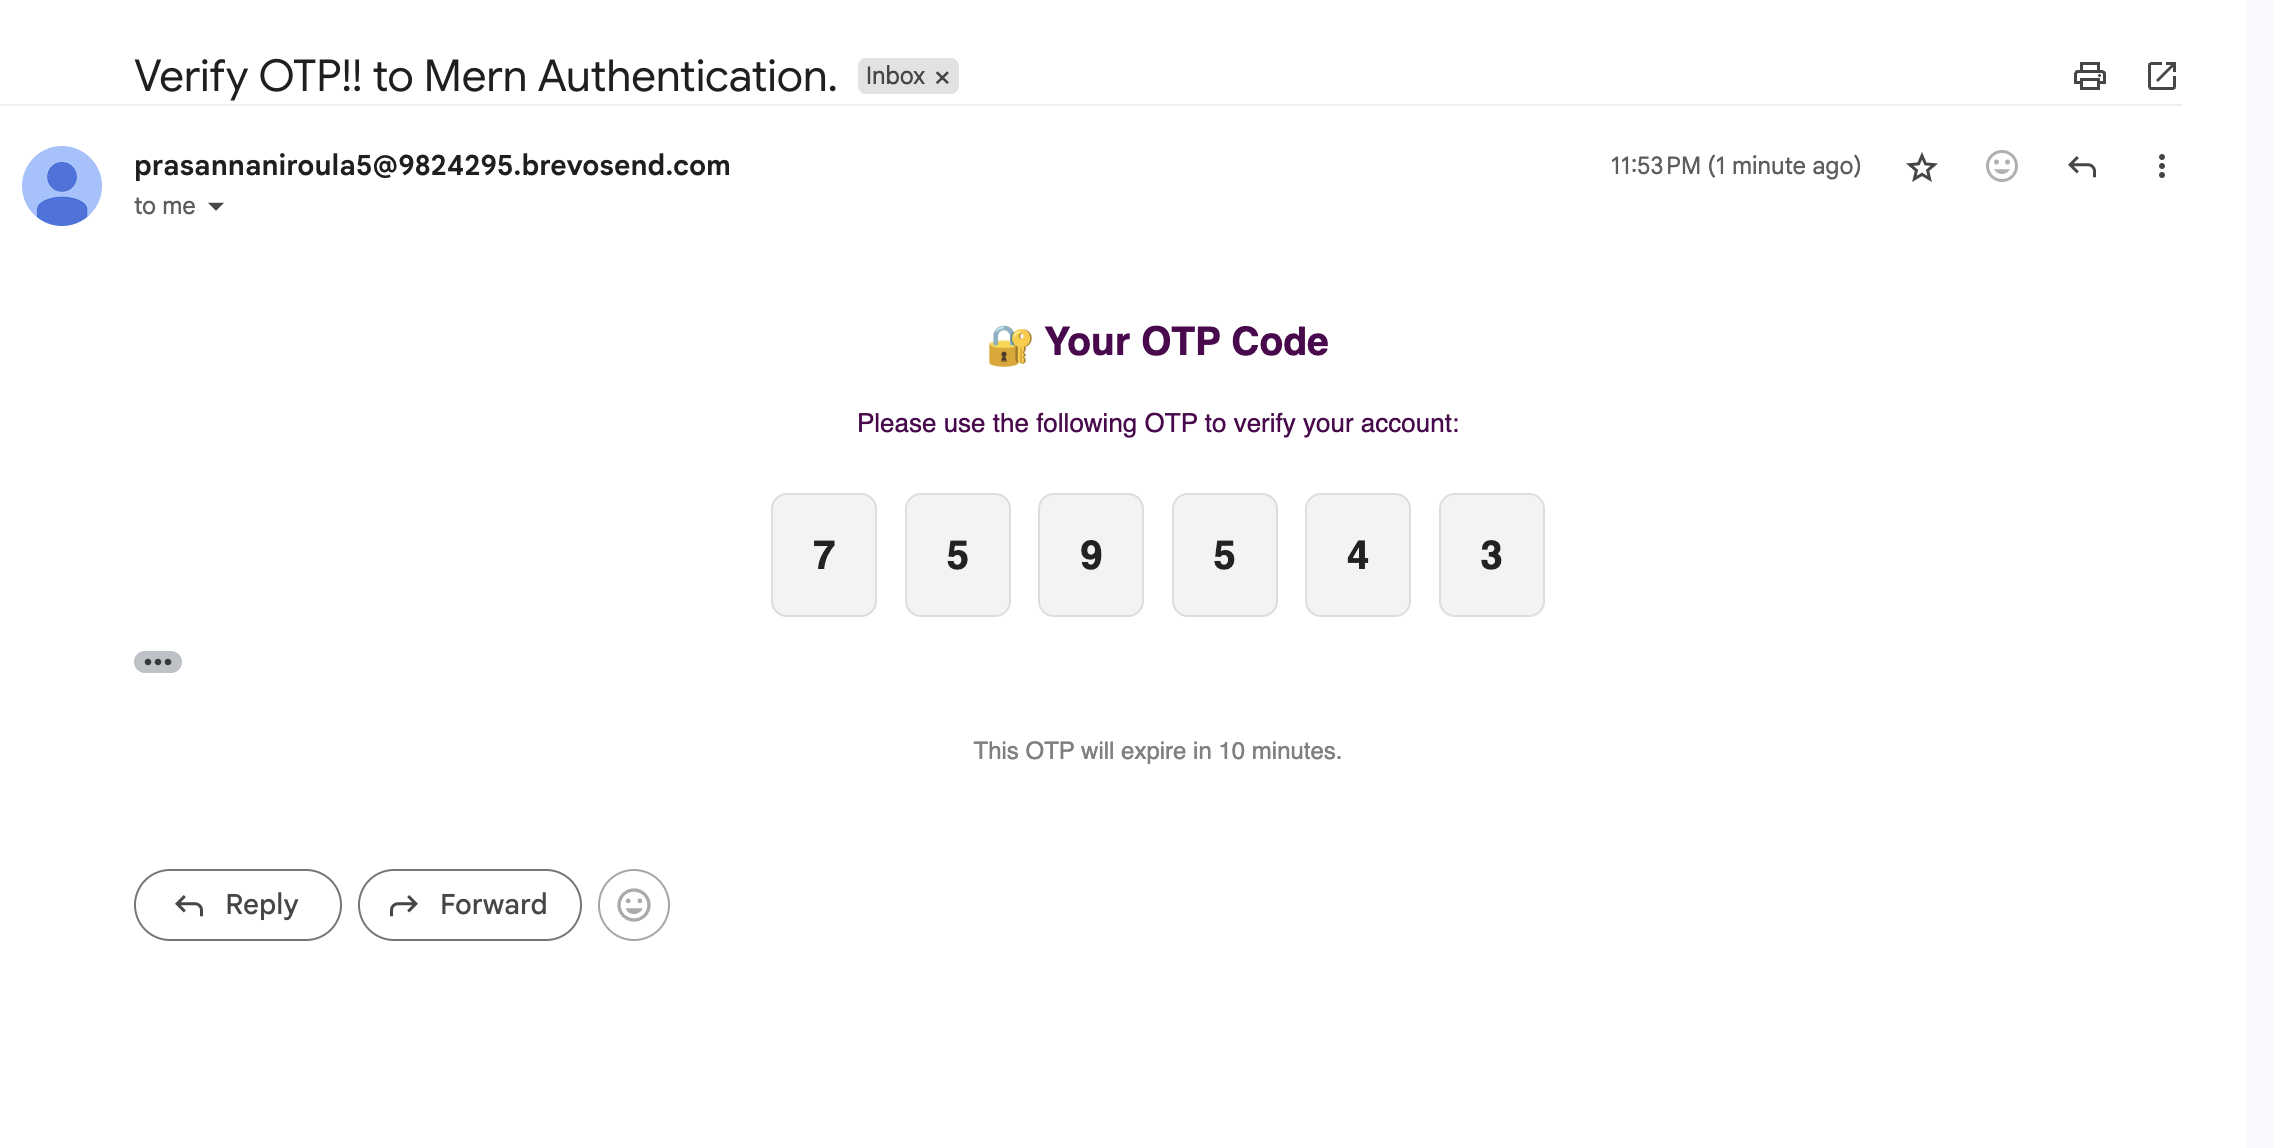 Verify OTP!! to Mern Authentication. Inbox ×
prasannaniroula5@9824295.brevosend.com 11:53 PM (1 minute ago)
to me
🔐 Your OTP Code
Please use the following OTP to verify your account:
7 5 9 5 4 3
This OTP will expire in 10 minutes.
Reply Forward